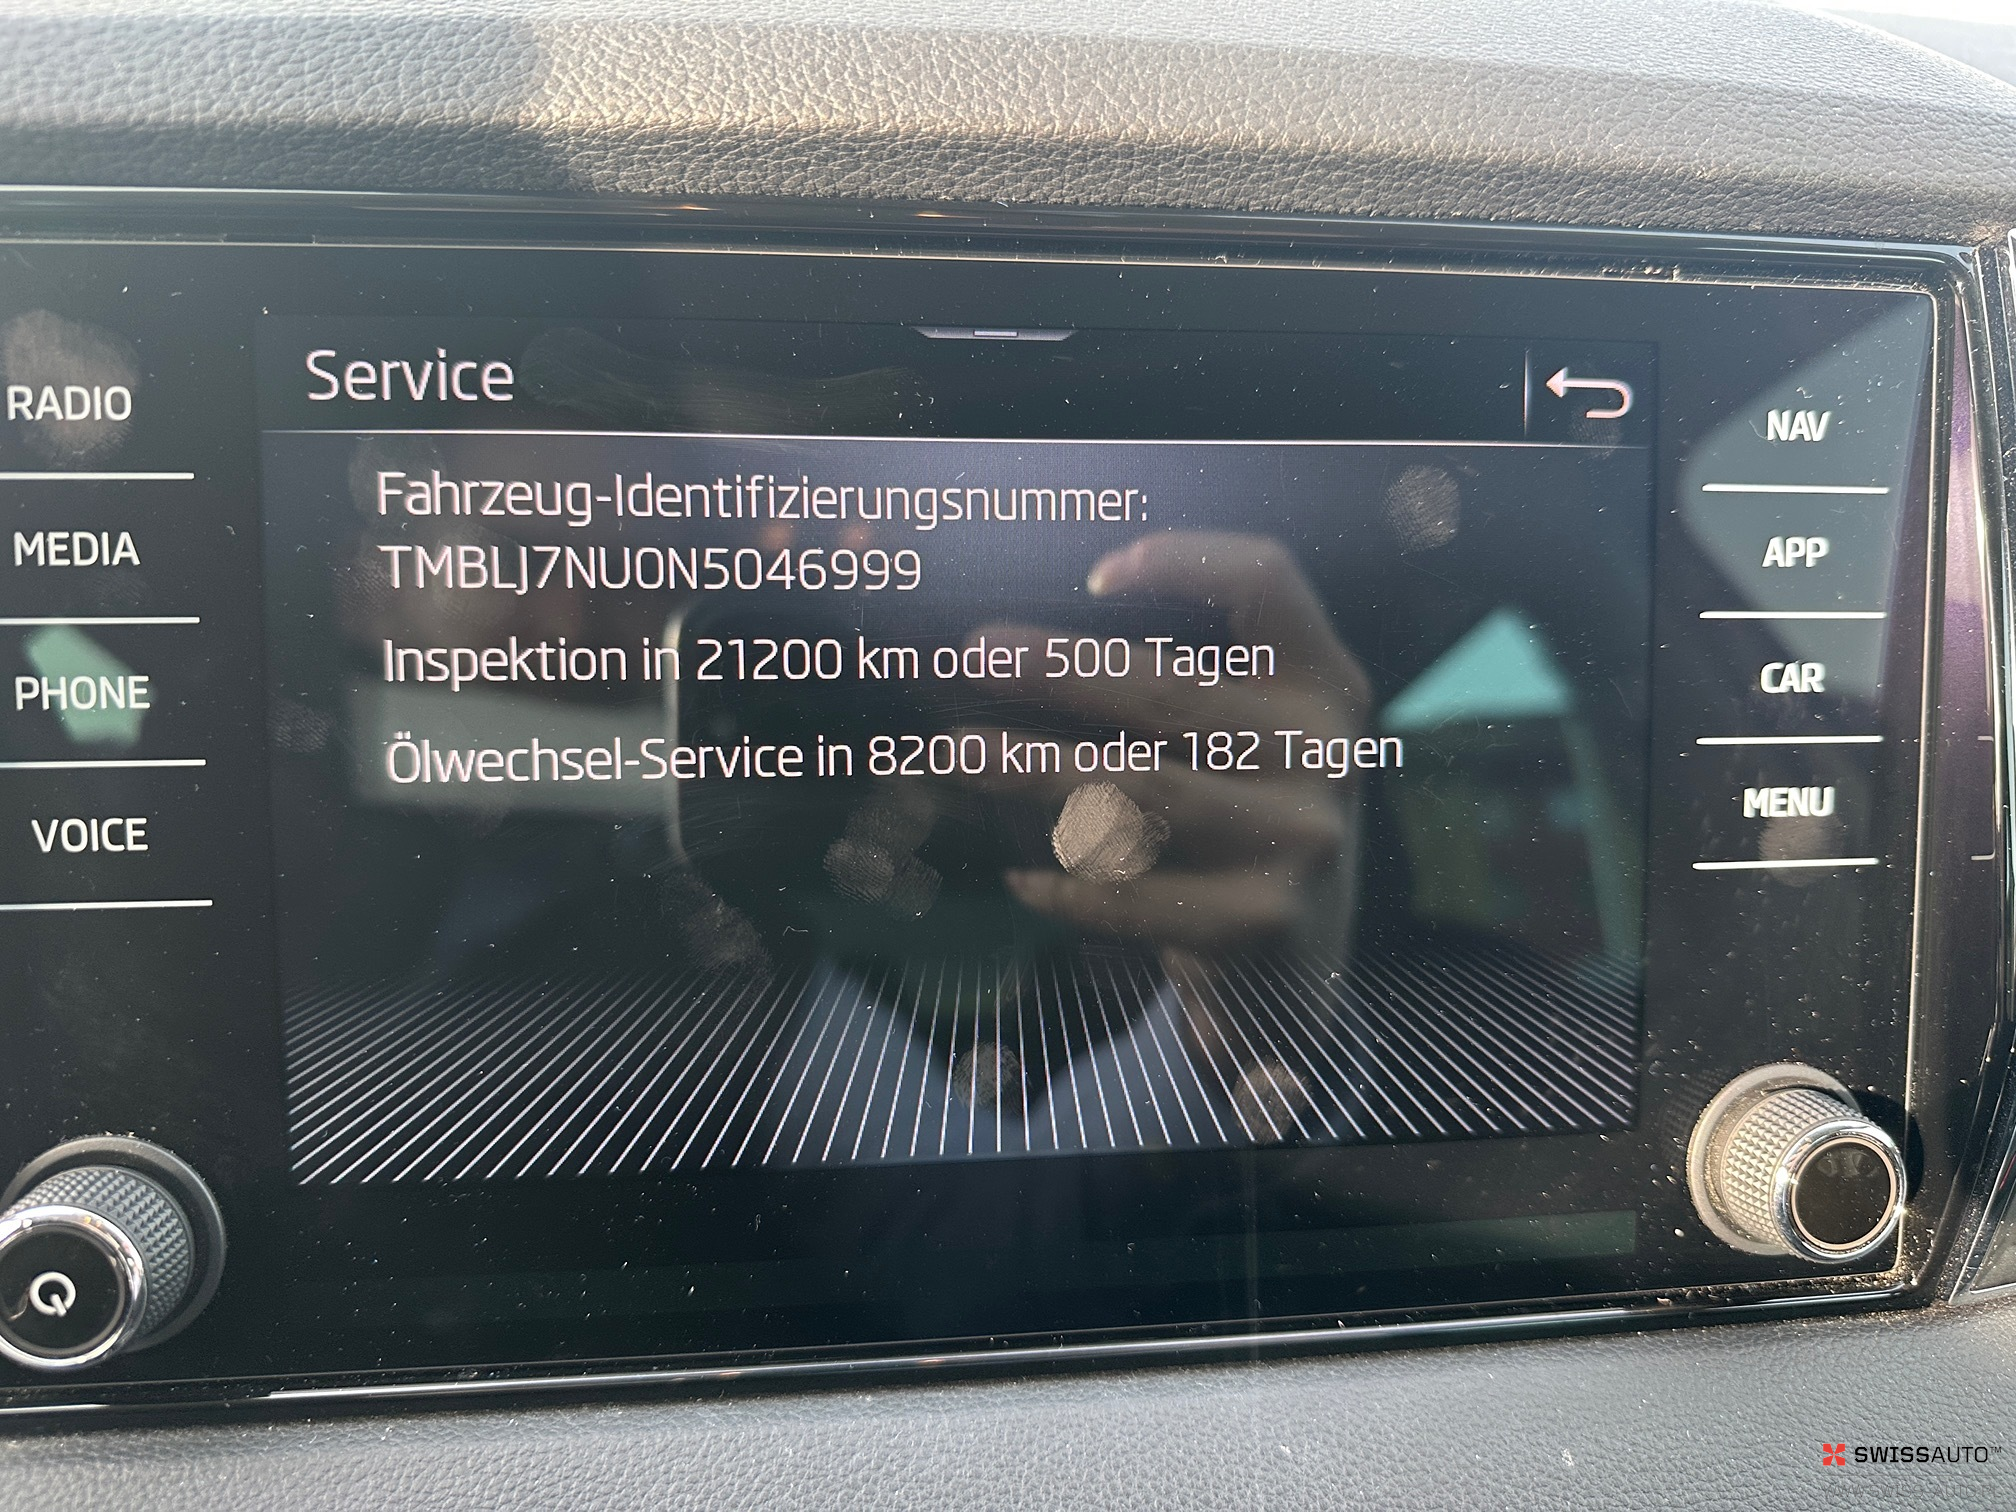 Service
RADIO
MEDIA
PHONE
VOICE
Fahrzeug-Identifizierungsnummer:
TMBLJ7NU0N5046999
Inspektion in 21200 km oder 500 Tagen
Ölwechsel-Service in 8200 km oder 182 Tagen
NAV
APP
CAR
MENU
SWISSAUTO™